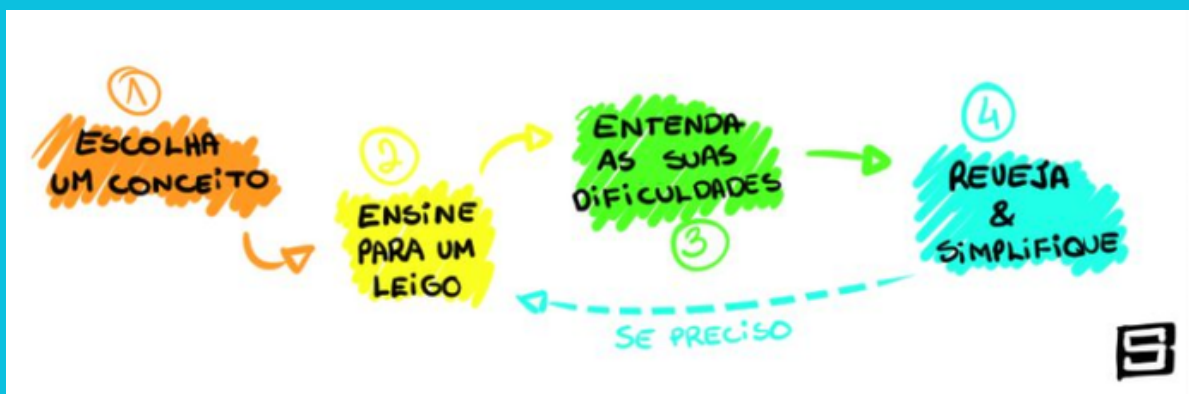 1
ESCOLHA
UM CONCEITO
2
ENSINE
PARA UM
LEIGO
ENTENDA
AS SUAS
DIFICULDADES
3
4
REVEJA
&
SIMPLIFIQUE
SE PRECISO
S